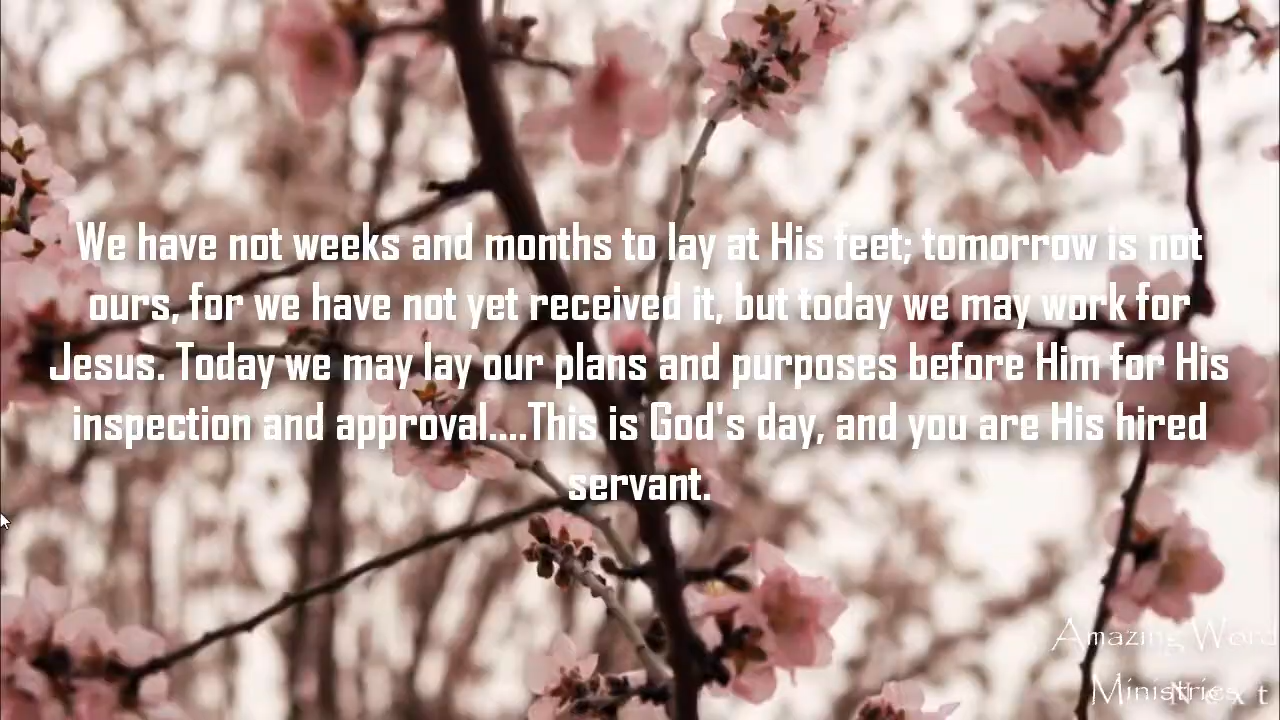 We have not weeks and months to lay at His feet; tomorrow is not
ours, for we have not yet received it, but today we may work for
Jesus. Today we may lay our plans and purposes before Him for His
inspection and approval....This is God's day, and you are His hired
servant.
Amazing Word
Ministries
Next